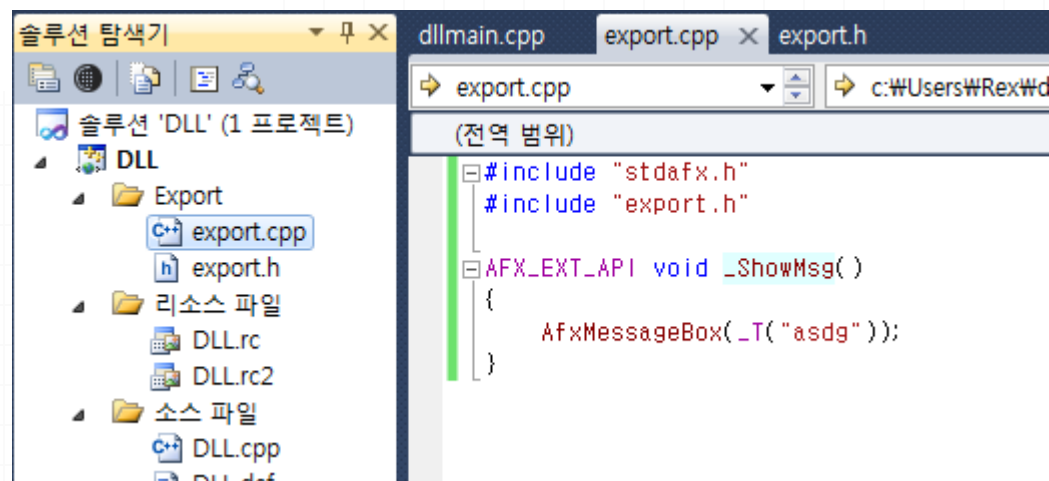 솔루션 탐색기
솔루션 'DLL' (1 프로젝트)
DLL
Export
export.cpp
export.h
리소스 파일
DLL.rc
DLL.rc2
소스 파일
DLL.cpp
dllmain.cpp export.cpp export.h
export.cpp c:₩Users₩Rex₩d
(전역 범위)
#include "stdafx.h"
#include "export.h"
AFX_EXT_API void _ShowMsg()
{
AfxMessageBox(_T("asdg"));
}